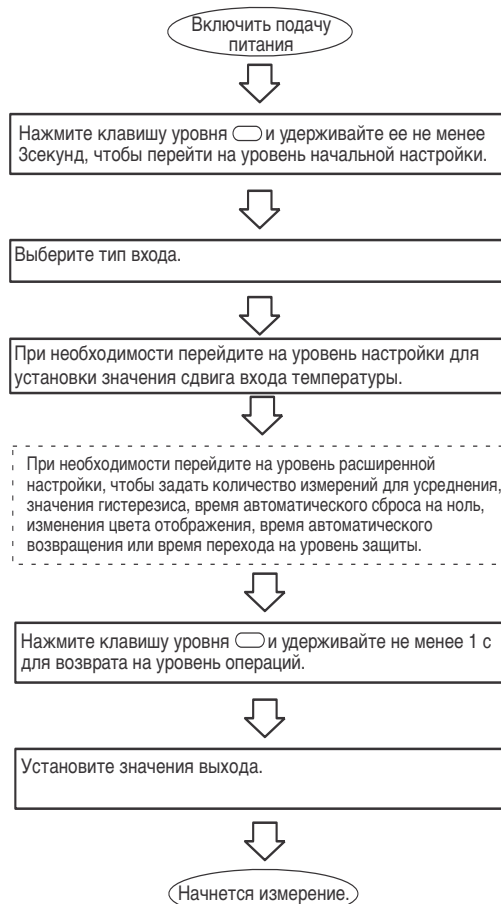 Включить подачу
питания
Нажмите клавишу уровня и удерживайте ее не менее
3секунд, чтобы перейти на уровень начальной настройки.
Выберите тип входа.
При необходимости перейдите на уровень настройки для
установки значения сдвига входа температуры.
При необходимости перейдите на уровень расширенной
настройки, чтобы задать количество измерений для усреднения,
значения гистерезиса, время автоматического сброса на ноль,
изменения цвета отображения, время автоматического
возвращения или время перехода на уровень защиты.
Нажмите клавишу уровня и удерживайте не менее 1 с
для возврата на уровень операций.
Установите значения выхода.
Начнется измерение.